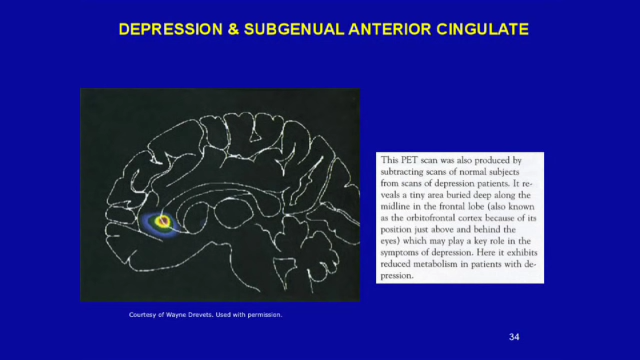 DEPRESSION & SUBGENUAL ANTERIOR CINGULATE
This PET scan was also produced by
subtracting scans of normal subjects
from scans of depression patients. It re-
veals a tiny area buried deep along the
midline in the frontal lobe (also known
as the orbitofrontal cortex because of its
position just above and behind the
eyes) which may play a key role in the
symptoms of depression. Here it exhibits
reduced metabolism in patients with de-
pression.
Courtesy of Wayne Drevets. Used with permission.
34